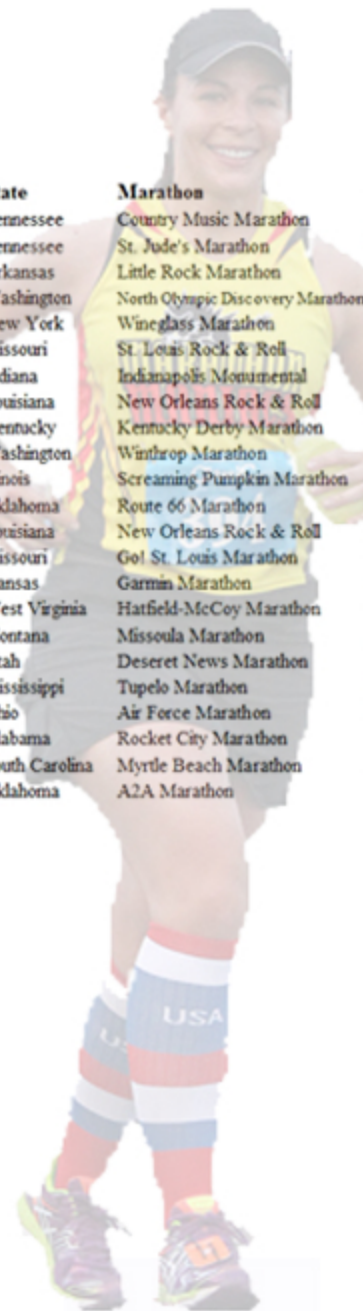 ate Marathon
ennessee Country Music Marathon
ennessee St. Jude's Marathon
rkansas Little Rock Marathon
ashington North Olympic Discovery Marathon
ew York Wineglass Marathon
issouri St. Louis Rock & Roll
diana Indianapolis Monumental
ouisiana New Orleans Rock & Roll
entucky Kentucky Derby Marathon
ashington Winthrop Marathon
inois Screaming Pumpkin Marathon
klahoma Route 66 Marathon
ouisiana New Orleans Rock & Roll
issouri Go! St. Louis Marathon
ansas Garmin Marathon
est Virginia Hatfield-McCoy Marathon
ontana Missoula Marathon
tah Deseret News Marathon
ississippi Tupelo Marathon
hio Air Force Marathon
labama Rocket City Marathon
outh Carolina Myrtle Beach Marathon
klahoma A2A Marathon
USA
US